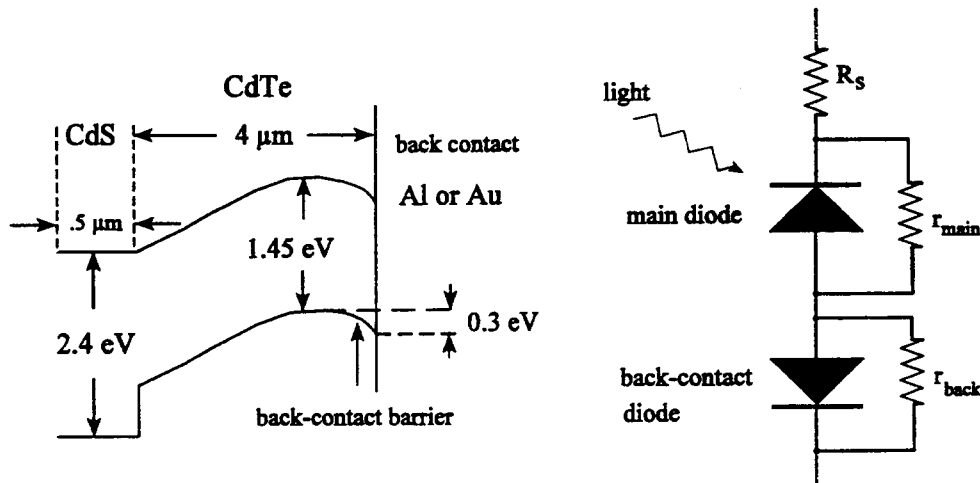 CdTe
CdS
4 μm
.5 μm
back contact
Al or Au
1.45 eV
2.4 eV
0.3 eV
back-contact barrier
light
R_S
main diode
r_main
back-contact
diode
r_back